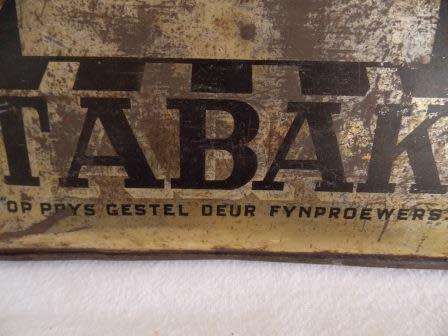 TABAK
"OP PRYS GESTEL DEUR FYNPROEWERS